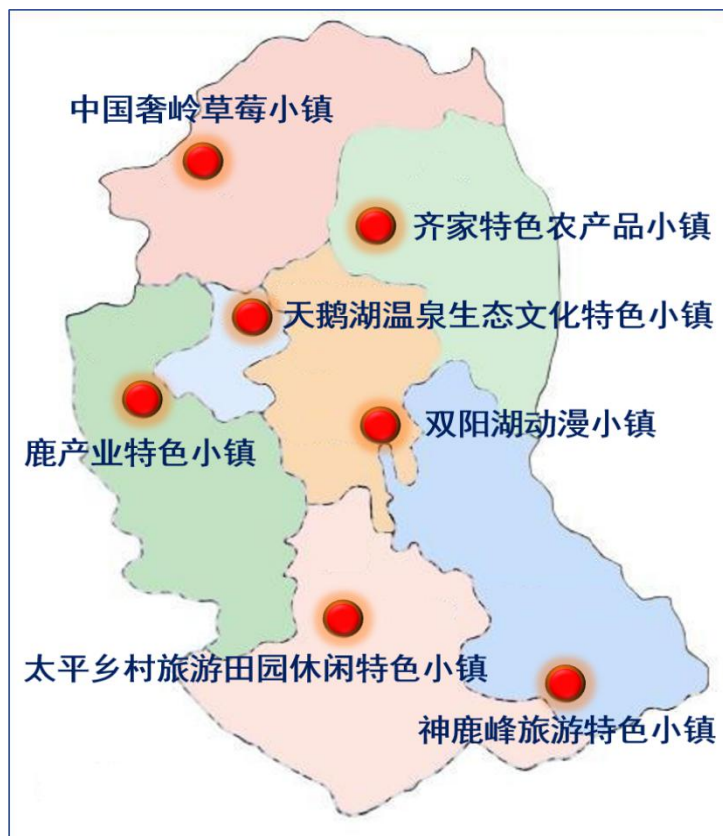 中国奢岭草莓小镇
齐家特色农产品小镇
天鹅湖温泉生态文化特色小镇
双阳湖动漫小镇
鹿产业特色小镇
太平乡村旅游田园休闲特色小镇
神鹿峰旅游特色小镇